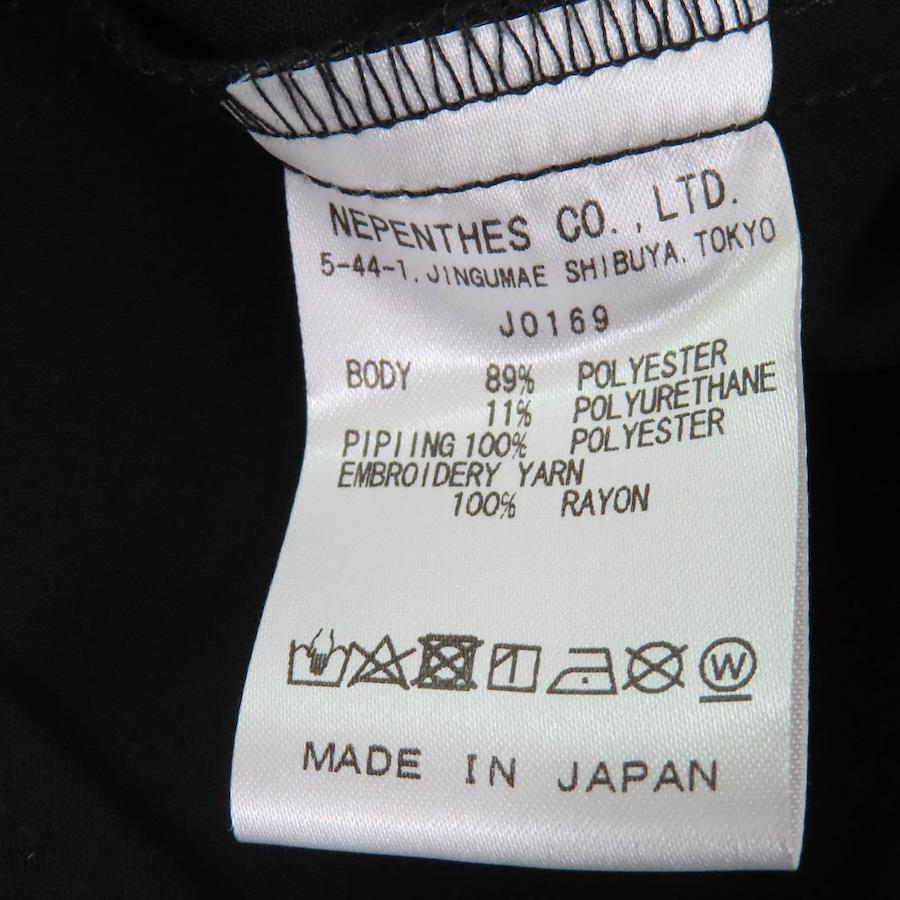 NEPENTHES CO., LTD.
5-44-1, JINGUMAE SHIBUYA, TOKYO
J0169
BODY 89% POLYESTER
11% POLYURETHANE
PIPIING 100% POLYESTER
EMBROIDERY YARN
100% RAYON
W
MADE IN JAPAN